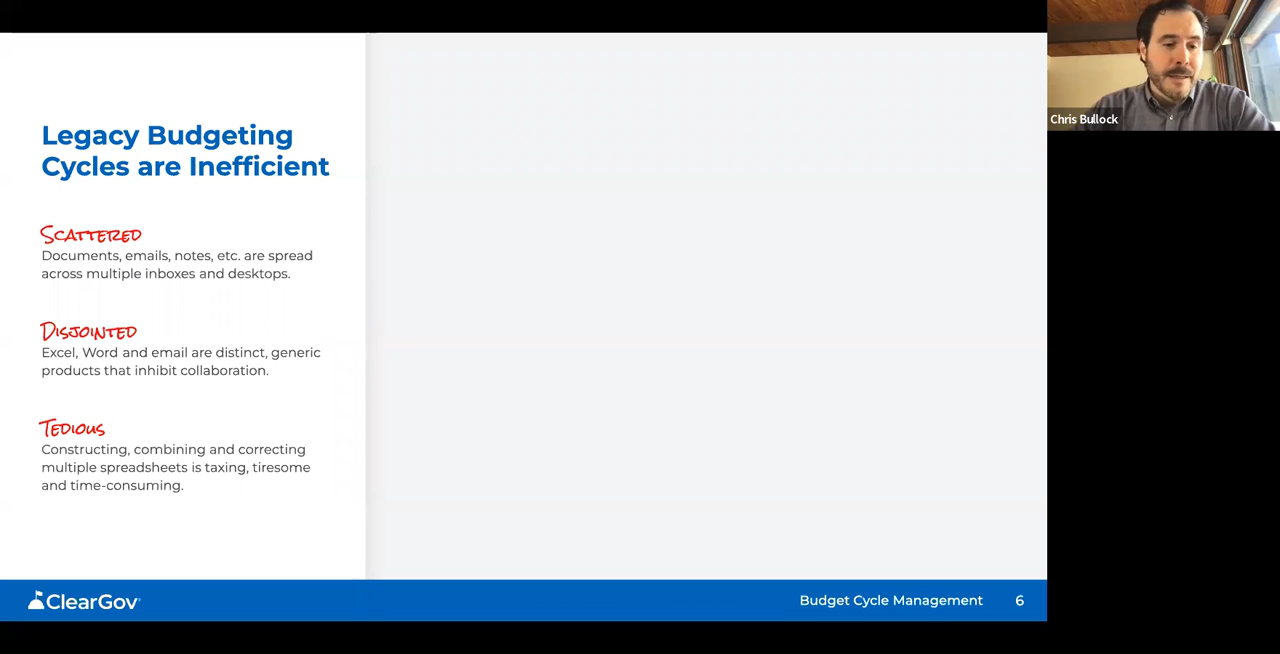 Legacy Budgeting
Cycles are Inefficient
Scattered
Documents, emails, notes, etc. are spread
across multiple inboxes and desktops.
Disjointed
Excel, Word and email are distinct, generic
products that inhibit collaboration.
Tedious
Constructing, combining and correcting
multiple spreadsheets is taxing, tiresome
and time-consuming.
ClearGov
Budget Cycle Management 6
Chris Bullock